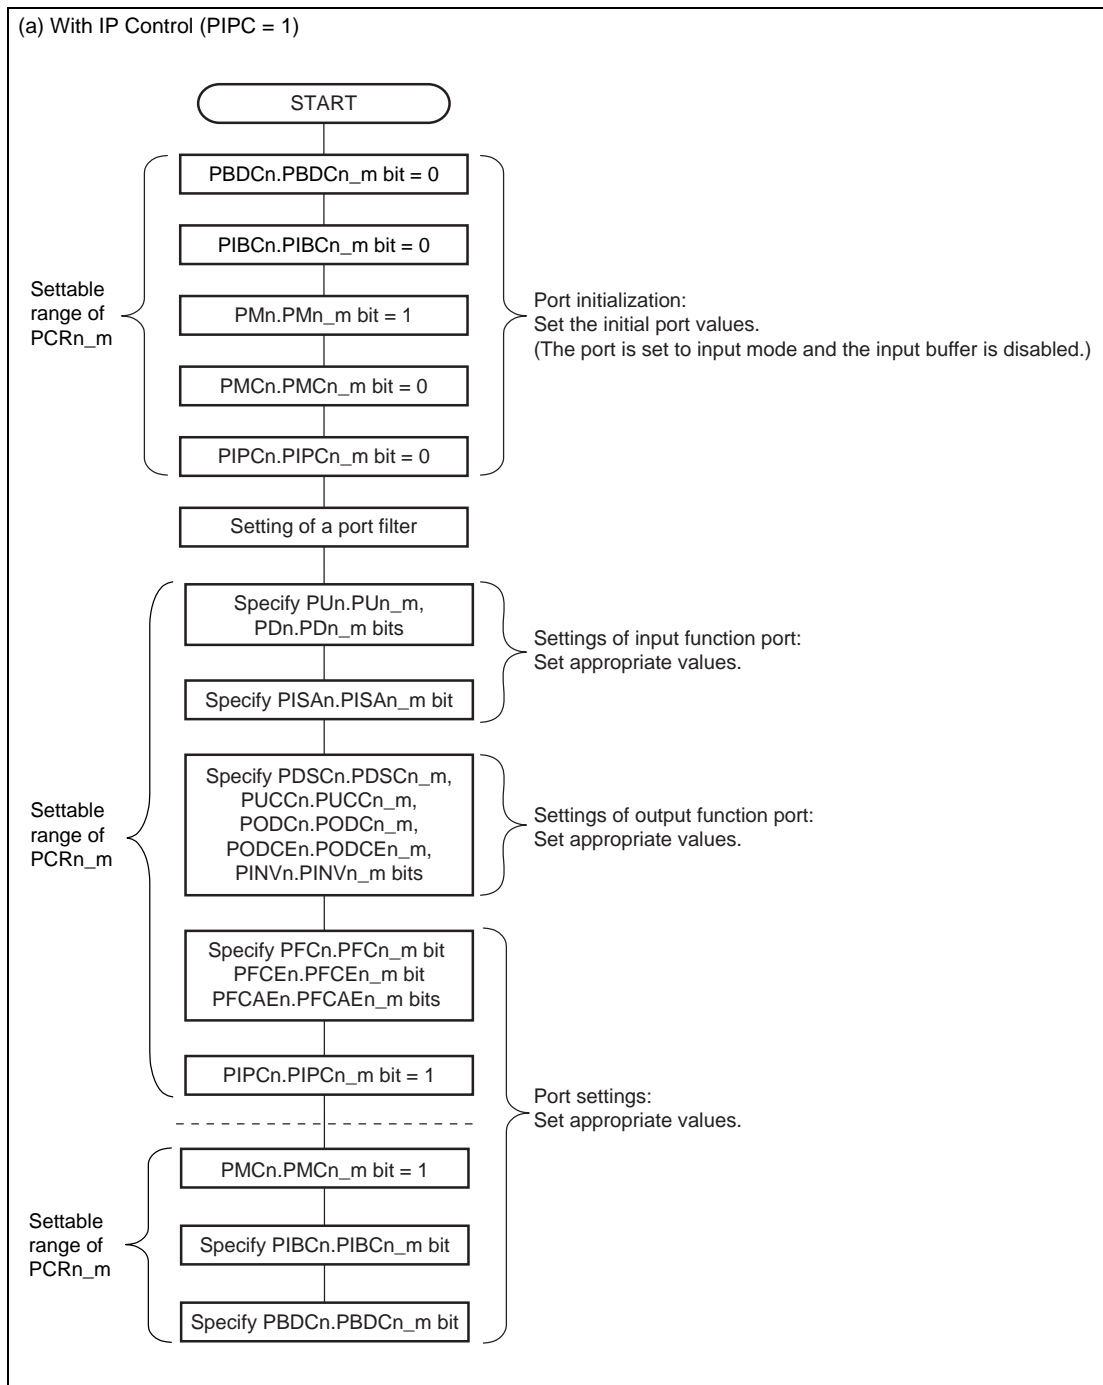 (a) With IP Control (PIPC = 1)
START
PBDCn.PBDCn_m bit = 0
PIBCn.PIBCn_m bit = 0
Settable
range of
PCRn_m
PMn.PMn_m bit = 1
Port initialization:
Set the initial port values.
(The port is set to input mode and the input buffer is disabled.)
PMCn.PMCn_m bit = 0
PIPCn.PIPCn_m bit = 0
Setting of a port filter
Specify PUn.PUn_m,
PDn.PDn_m bits
Settings of input function port:
Set appropriate values.
Specify PISAn.PISAn_m bit
Settable
range of
PCRn_m
Specify PDSCn.PDSCn_m,
PUCCn.PUCCn_m,
PODCn.PODCn_m,
PODCEn.PODCEn_m,
PINVn.PINVn_m bits
Settings of output function port:
Set appropriate values.
Specify PFCn.PFCn_m bit
PFCEn.PFCEn_m bit
PFCAEn.PFCAEn_m bits
PIPCn.PIPCn_m bit = 1
Port settings:
Set appropriate values.
PMCn.PMCn_m bit = 1
Settable
range of
PCRn_m
Specify PIBCn.PIBCn_m bit
Specify PBDCn.PBDCn_m bit